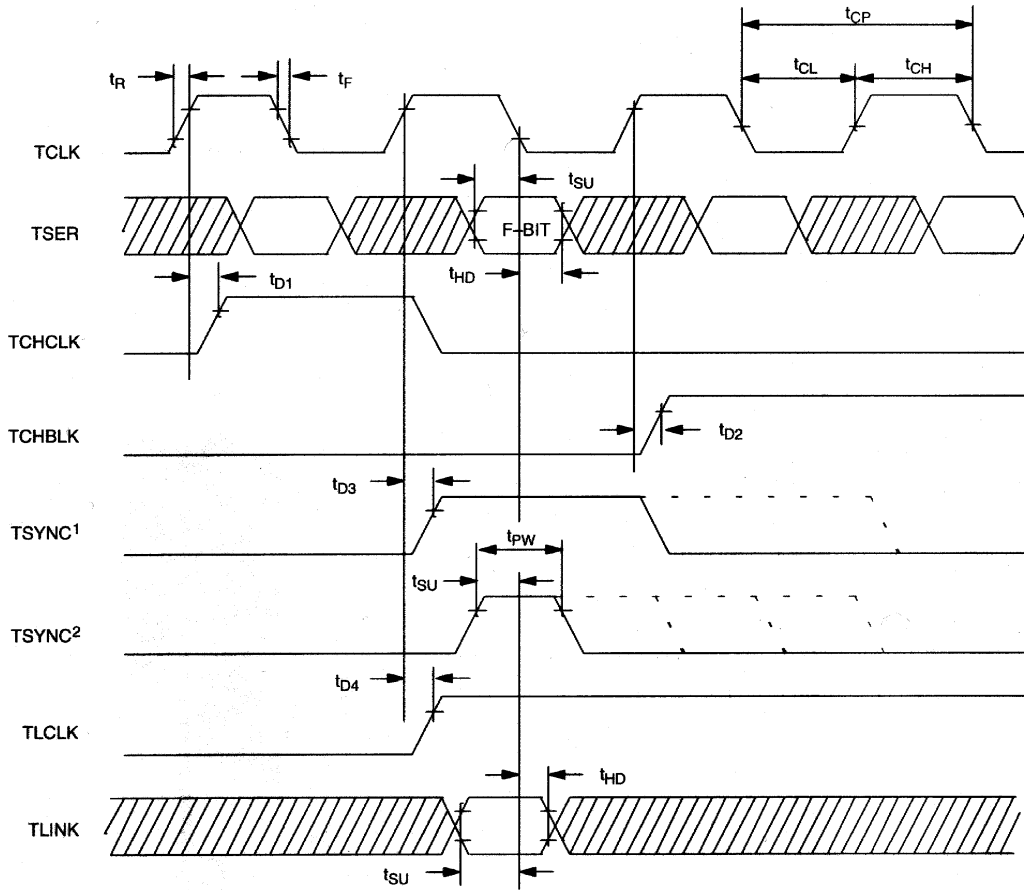 tCP
tR
tF
tCL
tCH
TCLK
tSU
TSER
F-BIT
tHD
tD1
TCHCLK
TCHBLK
tD2
tD3
TSYNC1
tPW
tSU
TSYNC2
tD4
TLCLK
tHD
TLINK
tSU